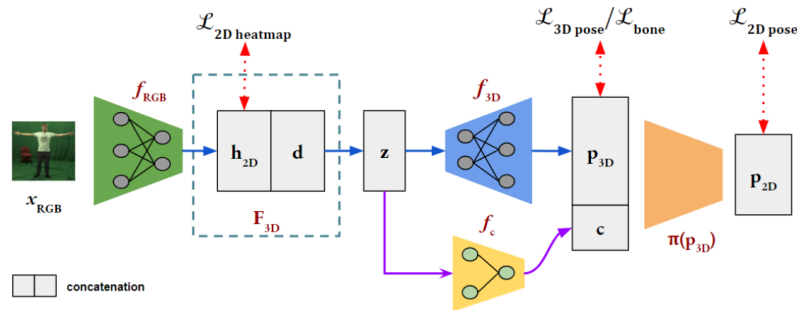 ℒ2D heatmap
ℒ3D pose/ℒbone
ℒ2D pose
fRGB
f3D
h2D
d
z
p3D
p2D
xRGB
F3D
fc
c
π(p3D)
concatenation